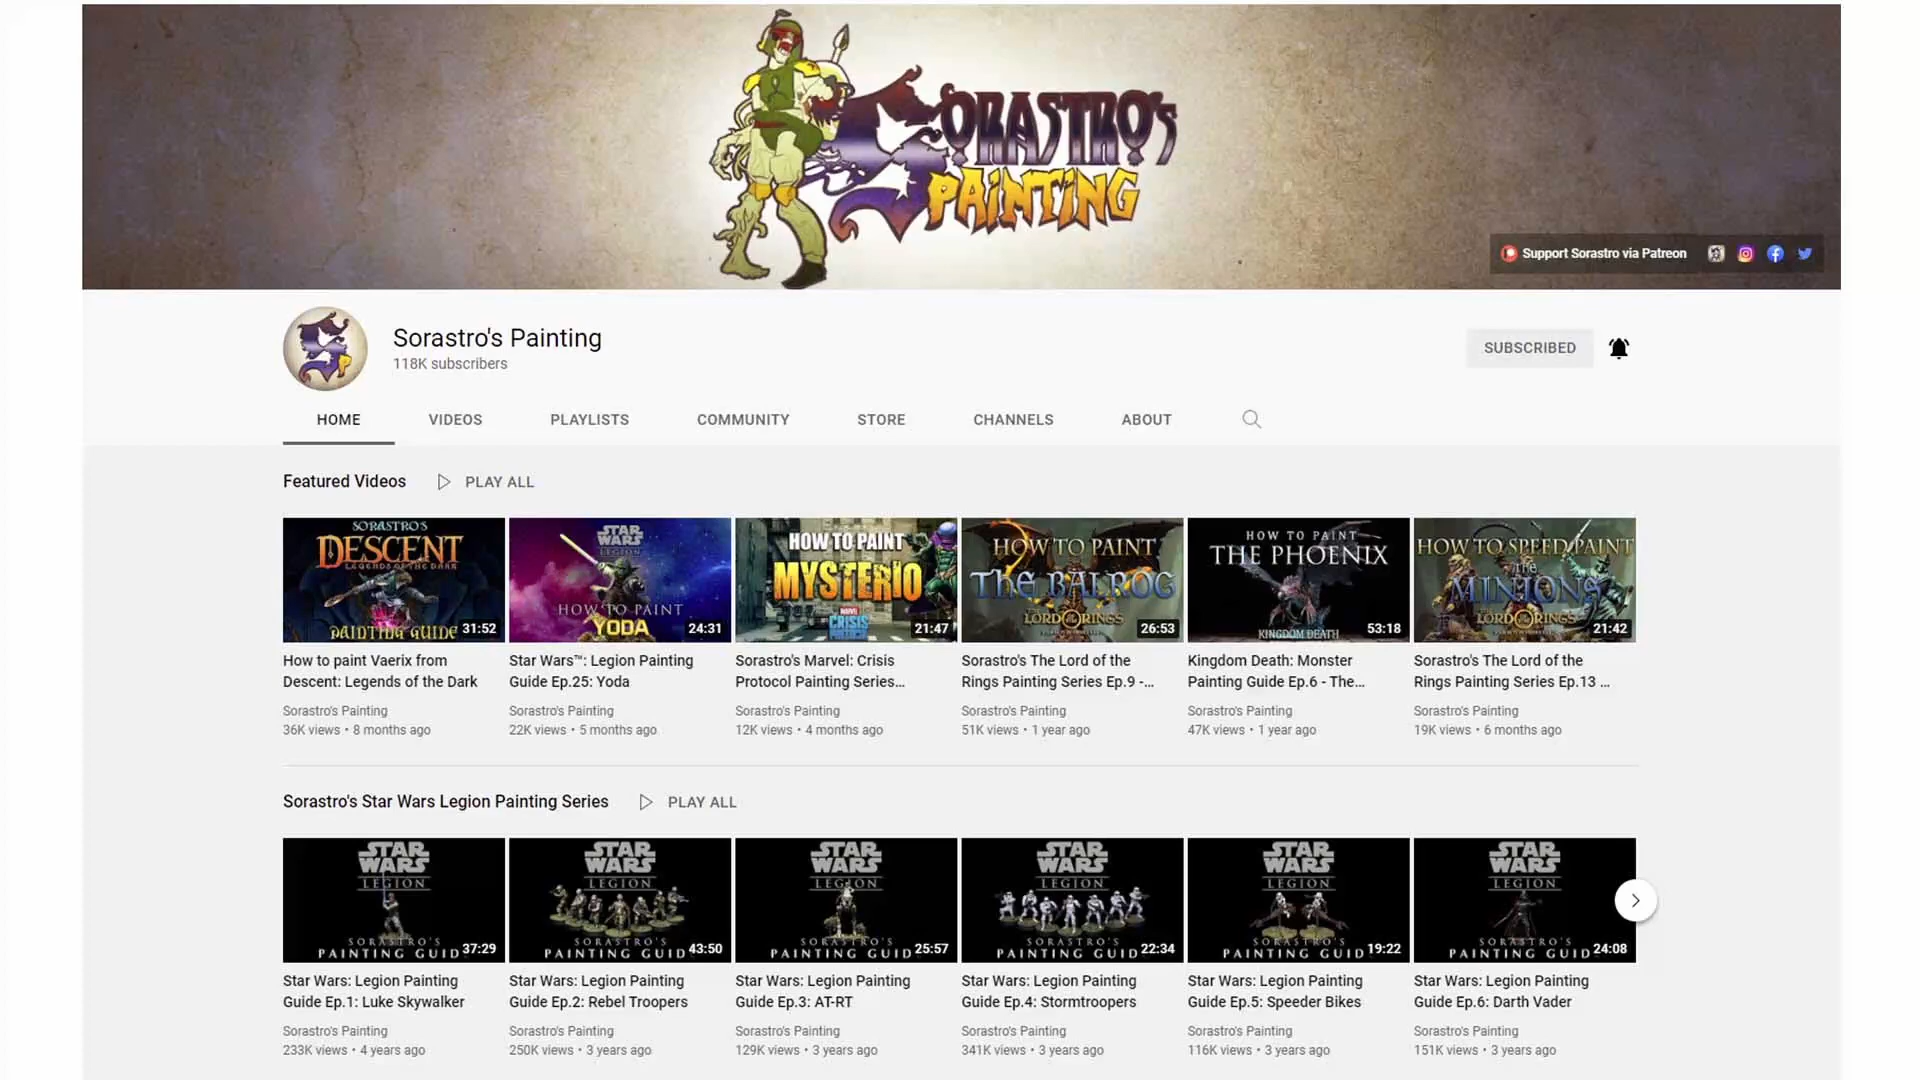 SORASTRO'S
PAINTING
Support Sorastro via Patreon
Sorastro's Painting
118K subscribers
SUBSCRIBED
HOME VIDEOS PLAYLISTS COMMUNITY STORE CHANNELS ABOUT
Featured Videos PLAY ALL
SORASTRO'S
DESCENT
LEGENDS OF THE DARK
PAINTING GUIDE
31:52
STAR
WARS
LEGION
HOW TO PAINT
YODA
24:31
HOW TO PAINT
MYSTERIO
MARVEL
CRISIS
21:47
HOW TO PAINT
THE BALROG
LORD OF THE RINGS
26:53
HOW TO PAINT
THE PHOENIX
KINGDOM DEATH
53:18
HOW TO SPEED PAINT
THE
MINIONS
LORD OF THE RINGS
21:42
How to paint Vaerix from
Descent: Legends of the Dark
Sorastro's Painting
36K views • 8 months ago
Star Wars™: Legion Painting
Guide Ep.25: Yoda
Sorastro's Painting
22K views • 5 months ago
Sorastro's Marvel: Crisis
Protocol Painting Series...
Sorastro's Painting
12K views • 4 months ago
Sorastro's The Lord of the
Rings Painting Series Ep.9 -...
Sorastro's Painting
51K views • 1 year ago
Kingdom Death: Monster
Painting Guide Ep.6 - The...
Sorastro's Painting
47K views • 1 year ago
Sorastro's The Lord of the
Rings Painting Series Ep.13 ...
Sorastro's Painting
19K views • 6 months ago
Sorastro's Star Wars Legion Painting Series PLAY ALL
STAR
WARS
LEGION
SORASTRO'S
PAINTING GUID
37:29
STAR
WARS
LEGION
SORASTRO'S
PAINTING GUID
43:50
STAR
WARS
LEGION
SORASTRO'S
PAINTING GUID
25:57
STAR
WARS
LEGION
SORASTRO'S
PAINTING GUID
22:34
STAR
WARS
LEGION
SORASTRO'S
PAINTING GUID
19:22
STAR
WARS
LEGION
SORASTRO'S
PAINTING GUID
24:08
Star Wars: Legion Painting
Guide Ep.1: Luke Skywalker
Sorastro's Painting
233K views • 4 years ago
Star Wars: Legion Painting
Guide Ep.2: Rebel Troopers
Sorastro's Painting
250K views • 3 years ago
Star Wars: Legion Painting
Guide Ep.3: AT-RT
Sorastro's Painting
129K views • 3 years ago
Star Wars: Legion Painting
Guide Ep.4: Stormtroopers
Sorastro's Painting
341K views • 3 years ago
Star Wars: Legion Painting
Guide Ep.5: Speeder Bikes
Sorastro's Painting
116K views • 3 years ago
Star Wars: Legion Painting
Guide Ep.6: Darth Vader
Sorastro's Painting
151K views • 3 years ago